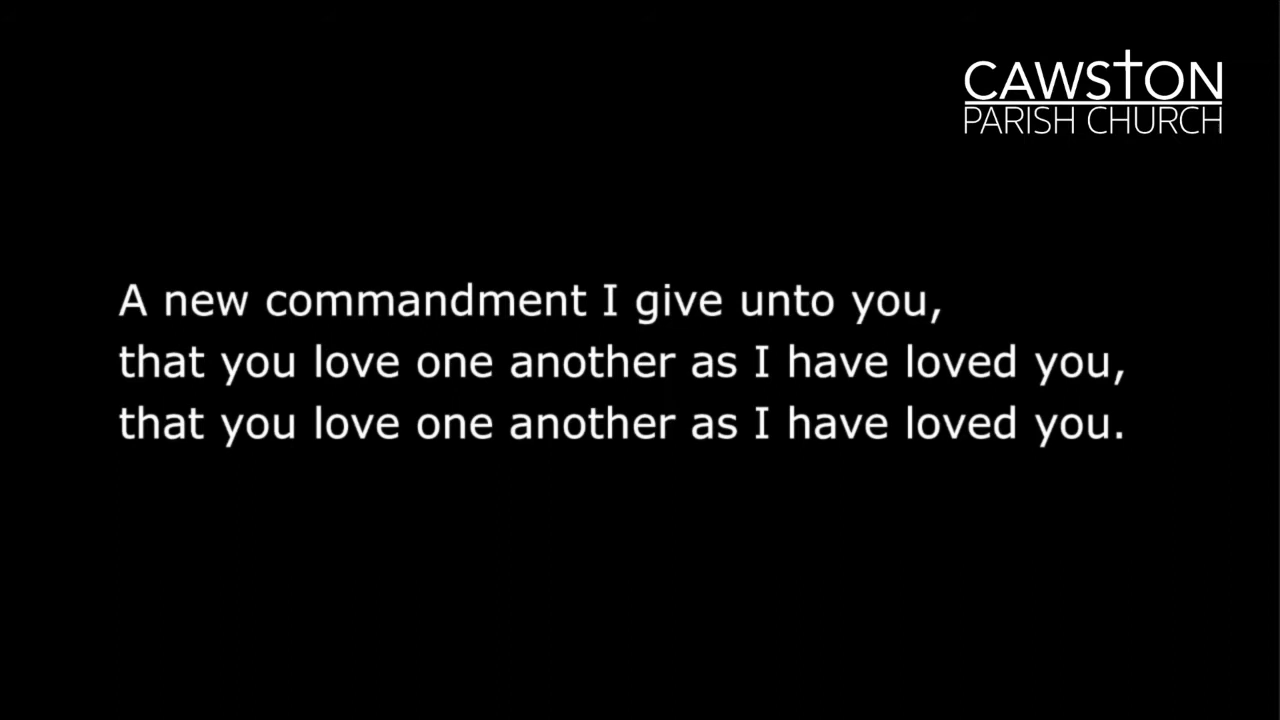 CAWSTON
PARISH CHURCH
A new commandment I give unto you,
that you love one another as I have loved you,
that you love one another as I have loved you.